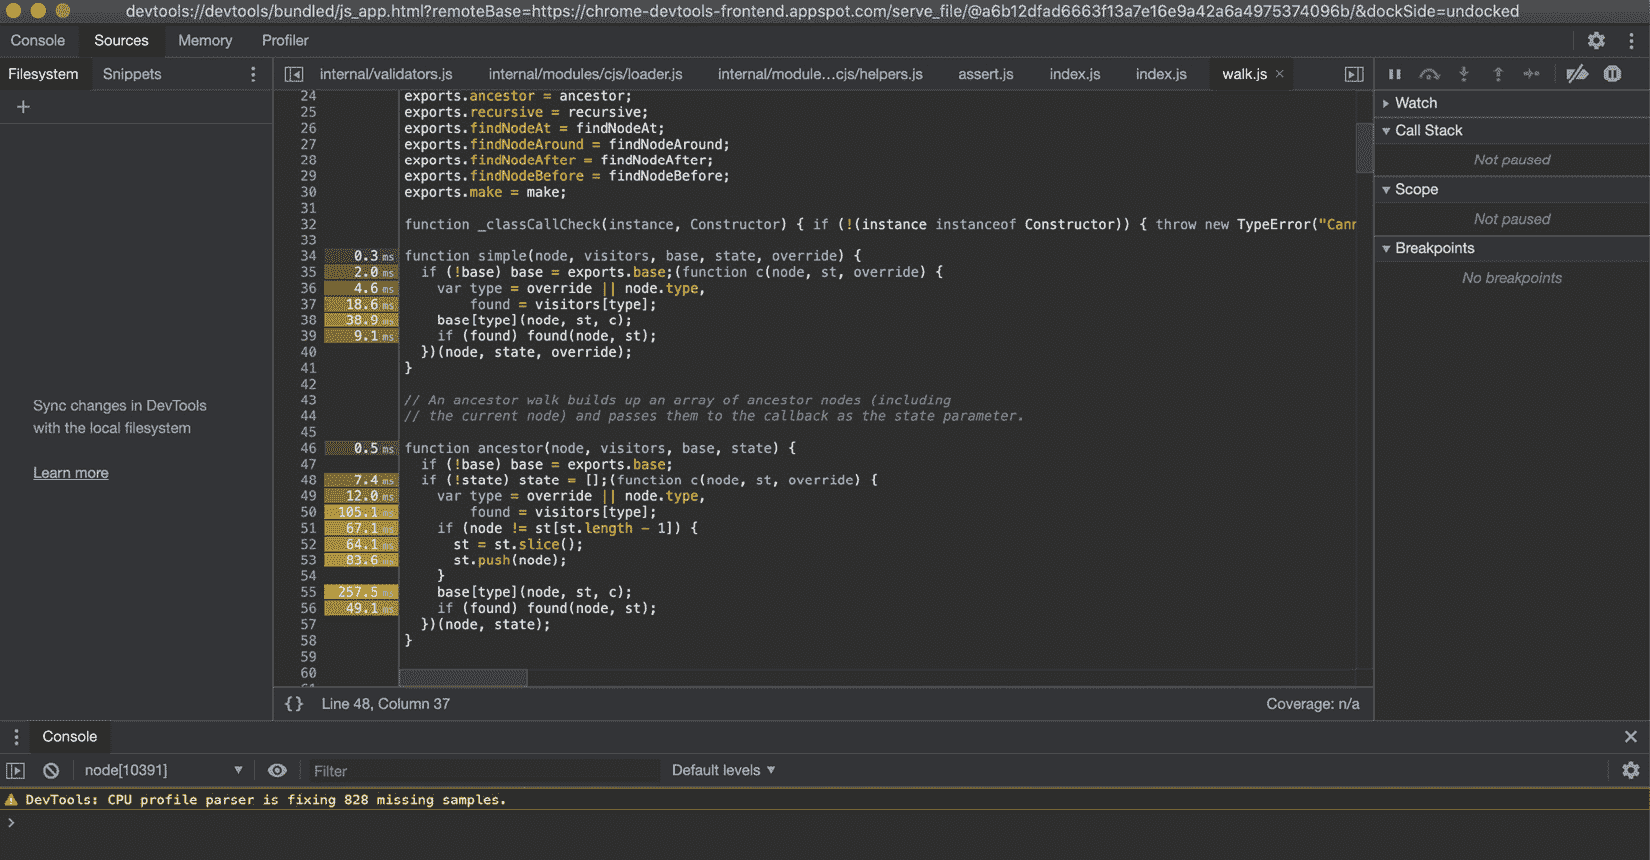 devtools://devtools/bundled/js_app.html?remoteBase=https://chrome-devtools-frontend.appspot.com/serve_file/@a6b12dfad6663f13a7e16e9a42a6a4975374096b/&dockSide=undocked
Console Sources Memory Profiler
Filesystem Snippets
internal/validators.js internal/modules/cjs/loader.js internal/module…cjs/helpers.js assert.js index.js index.js walk.js ×
+
Sync changes in DevTools
with the local filesystem
Learn more
24 exports.ancestor = ancestor;
25 exports.recursive = recursive;
26 exports.findNodeAt = findNodeAt;
27 exports.findNodeAround = findNodeAround;
28 exports.findNodeAfter = findNodeAfter;
29 exports.findNodeBefore = findNodeBefore;
30 exports.make = make;
31
32 function _classCallCheck(instance, Constructor) { if (!(instance instanceof Constructor)) { throw new TypeError("Cann
33
34 0.3 ms function simple(node, visitors, base, state, override) {
35 2.0 ms if (!base) base = exports.base;(function c(node, st, override) {
36 4.6 ms var type = override || node.type,
37 18.6 ms found = visitors[type];
38 38.9 ms base[type](node, st, c);
39 9.1 ms if (found) found(node, st);
40 })(node, state, override);
41 }
42
43 // An ancestor walk builds up an array of ancestor nodes (including
44 // the current node) and passes them to the callback as the state parameter.
45
46 0.5 ms function ancestor(node, visitors, base, state) {
47 if (!base) base = exports.base;
48 7.4 ms if (!state) state = [];(function c(node, st, override) {
49 12.0 ms var type = override || node.type,
50 105.1 ms found = visitors[type];
51 67.1 ms if (node != st[st.length - 1]) {
52 64.1 ms st = st.slice();
53 83.6 ms st.push(node);
54 }
55 257.5 ms base[type](node, st, c);
56 49.1 ms if (found) found(node, st);
57 })(node, state);
58 }
59
60
{} Line 48, Column 37
Coverage: n/a
Watch
Call Stack
Not paused
Scope
Not paused
Breakpoints
No breakpoints
Console
node[10391] ▼ Filter Default levels ▼
DevTools: CPU profile parser is fixing 828 missing samples.
>